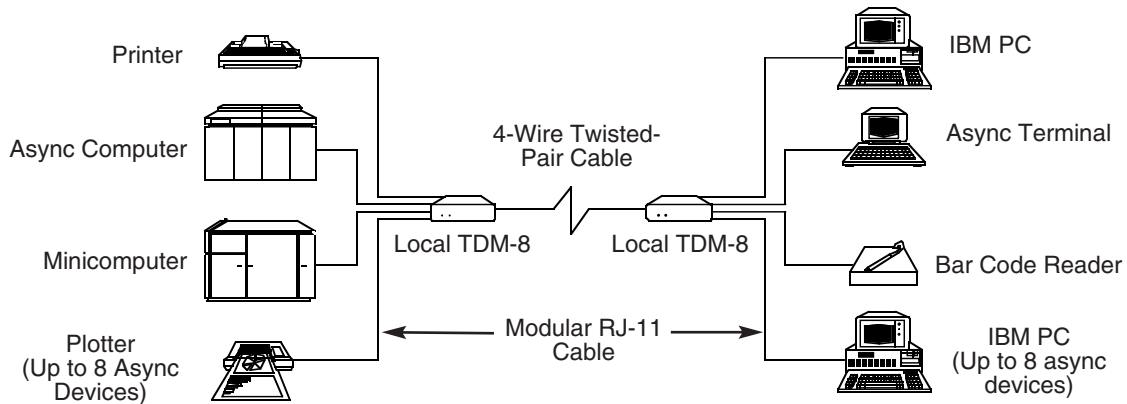 Printer
Async Computer
Minicomputer
Plotter
(Up to 8 Async
Devices)
4-Wire Twisted-
Pair Cable
Local TDM-8
Local TDM-8
Modular RJ-11
Cable
IBM PC
Async Terminal
Bar Code Reader
IBM PC
(Up to 8 async
devices)